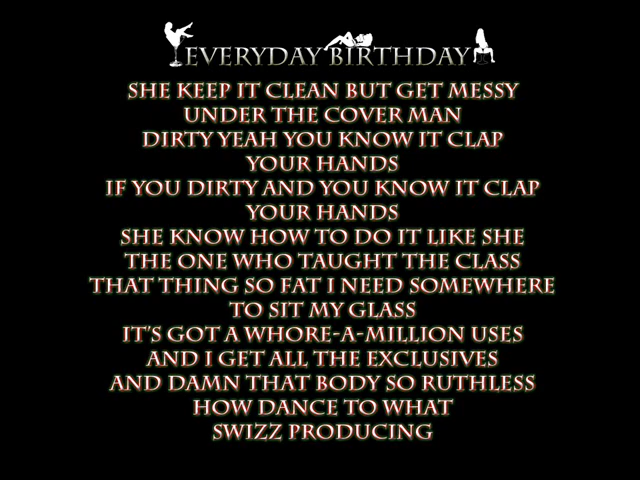 EVERYDAY BIRTHDAY
SHE KEEP IT CLEAN BUT GET MESSY
UNDER THE COVER MAN
DIRTY YEAH YOU KNOW IT CLAP
YOUR HANDS
IF YOU DIRTY AND YOU KNOW IT CLAP
YOUR HANDS
SHE KNOW HOW TO DO IT LIKE SHE
THE ONE WHO TAUGHT THE CLASS
THAT THING SO FAT I NEED SOMEWHERE
TO SIT MY GLASS
IT'S GOT A WHORE-A-MILLION USES
AND I GET ALL THE EXCLUSIVES
AND DAMN THAT BODY SO RUTHLESS
HOW DANCE TO WHAT
SWIZZ PRODUCING